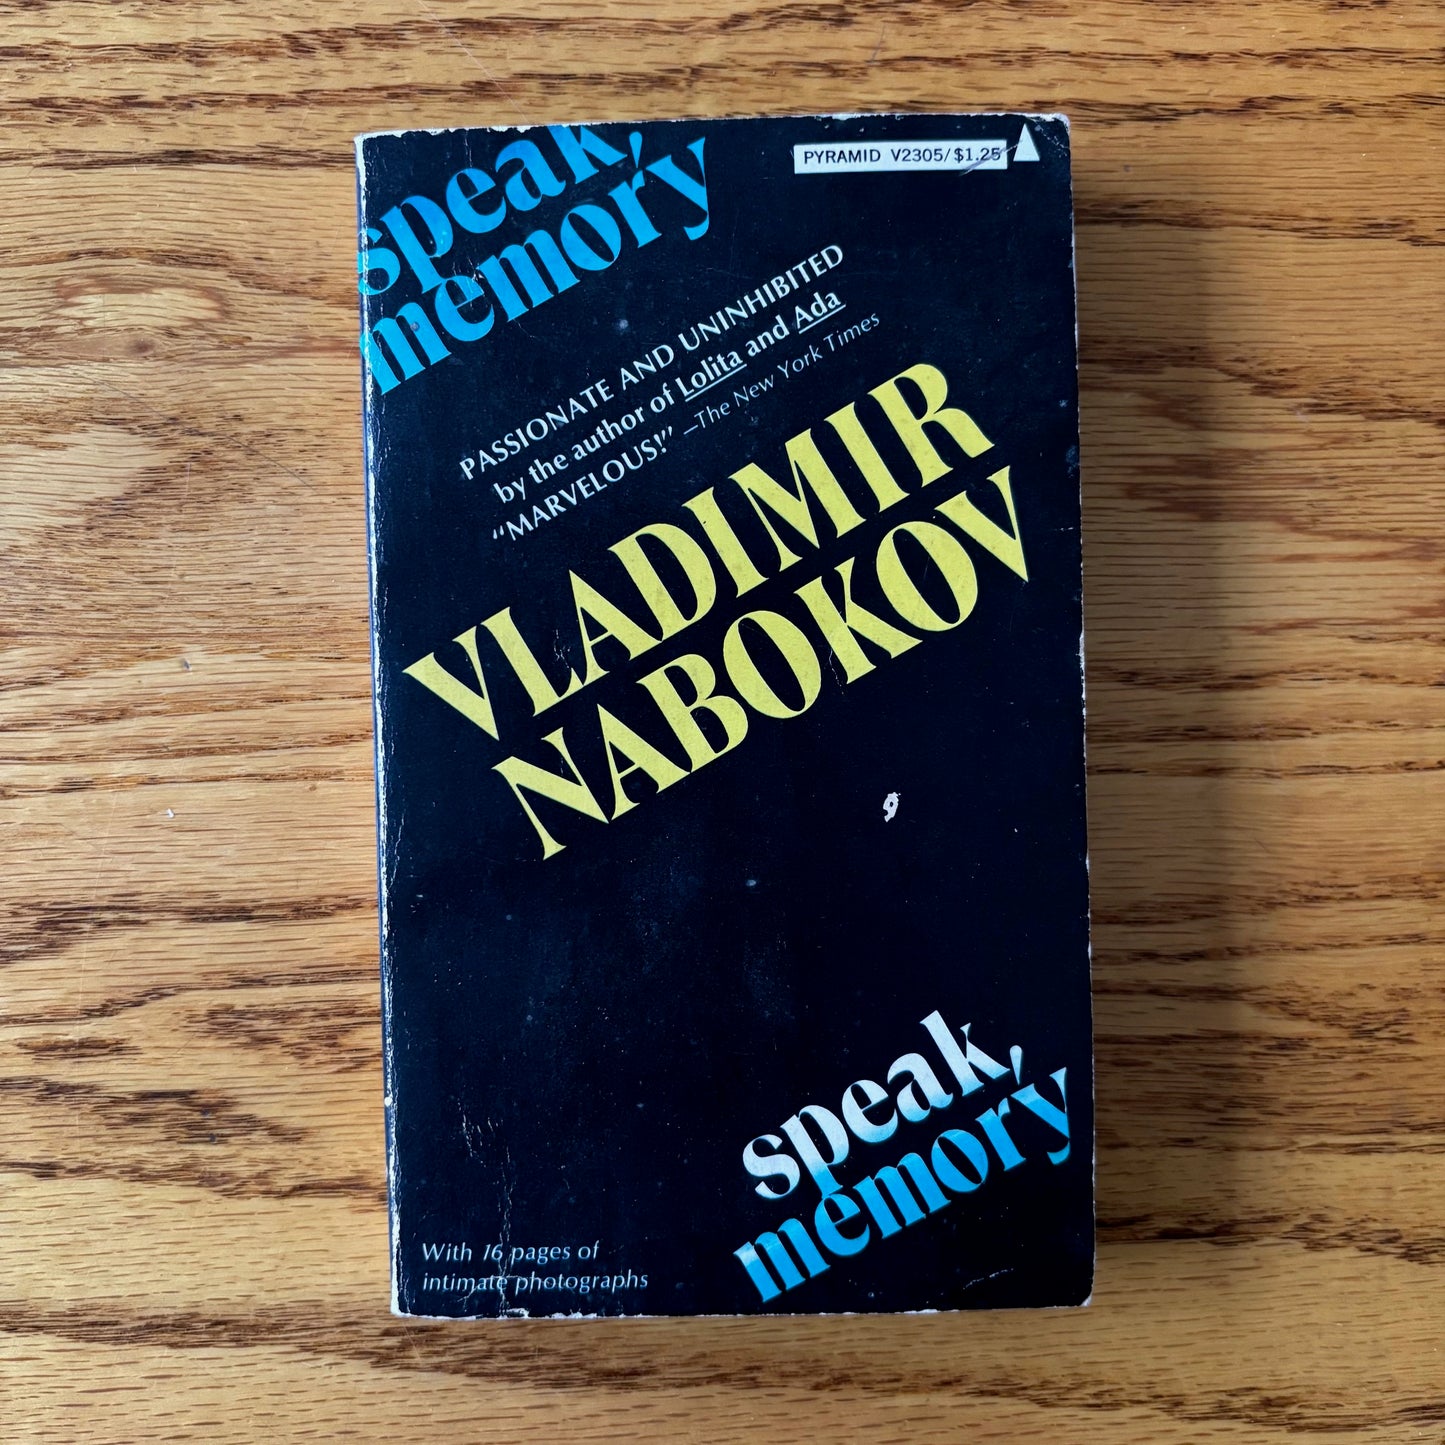 speak,
memory
PYRAMID V2305/$1.25
PASSIONATE AND UNINHIBITED
by the author of Lolita and Ada
"MARVELOUS!" —The New York Times
VLADIMIR
NABOKOV
speak,
memory
With 16 pages of
intimate photographs